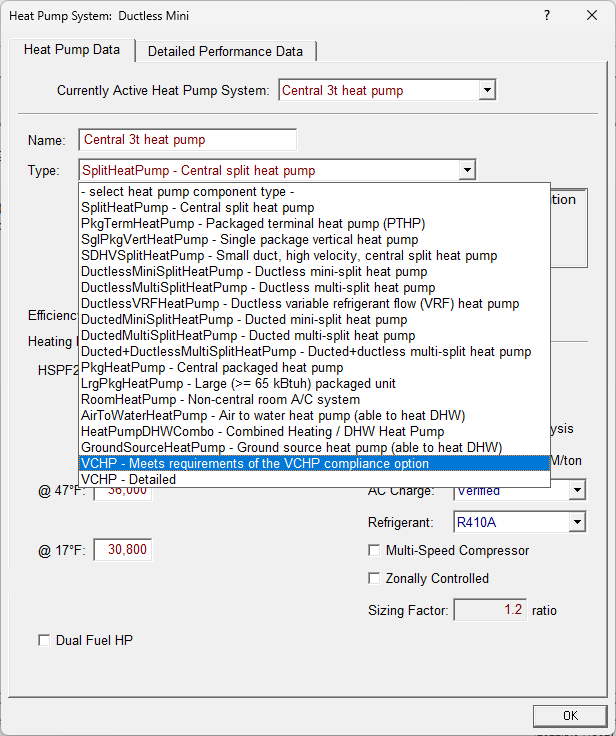 Heat Pump System: Ductless Mini
?
Heat Pump Data
Detailed Performance Data
Currently Active Heat Pump System: Central 3t heat pump
Name: Central 3t heat pump
Type: SplitHeatPump - Central split heat pump
- select heat pump component type -
SplitHeatPump - Central split heat pump
PkgTermHeatPump - Packaged terminal heat pump (PTHP)
SglPkgVertHeatPump - Single package vertical heat pump
SDHVSplitHeatPump - Small duct, high velocity, central split heat pump
DuctlessMiniSplitHeatPump - Ductless mini-split heat pump
DuctlessMultiSplitHeatPump - Ductless multi-split heat pump
DuctlessVRFHeatPump - Ductless variable refrigerant flow (VRF) heat pump
DuctedMiniSplitHeatPump - Ducted mini-split heat pump
DuctedMultiSplitHeatPump - Ducted multi-split heat pump
Ducted+DuctlessMultiSplitHeatPump - Ducted+ductless multi-split heat pump
PkgHeatPump - Central packaged heat pump
LrgPkgHeatPump - Large (>= 65 kBtuh) packaged unit
RoomHeatPump - Non-central room A/C system
AirToWaterHeatPump - Air to water heat pump (able to heat DHW)
HeatPumpDHWCombo - Combined Heating / DHW Heat Pump
GroundSourceHeatPump - Ground source heat pump (able to heat DHW)
VCHP - Meets requirements of the VCHP compliance option
VCHP - Detailed
tion
Efficiency
Heating
HSPF2
ysis
M/ton
@ 47°F: 36,000
AC Charge: Verified
Refrigerant: R410A
@ 17°F: 30,800
Multi-Speed Compressor
Zonally Controlled
Sizing Factor: 1.2 ratio
Dual Fuel HP
OK